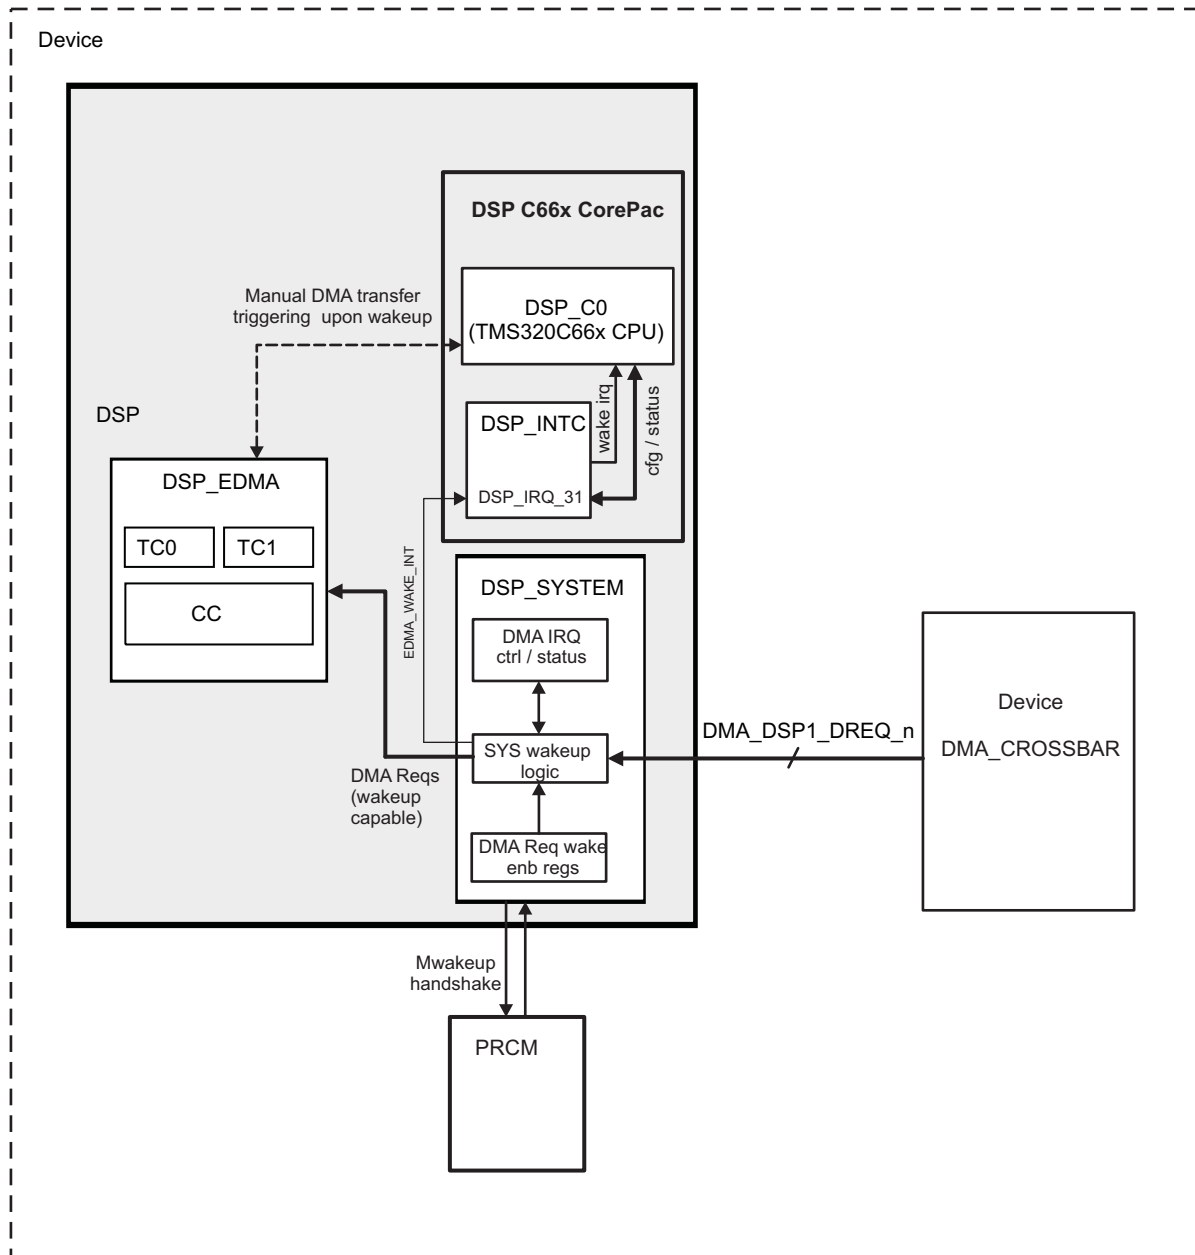 Device
DSP C66x CorePac
DSP_C0
(TMS320C66x CPU)
Manual DMA transfer
triggering upon wakeup
wake irq
cfg / status
DSP
DSP_INTC
DSP_IRQ_31
DSP_EDMA
TC0
TC1
CC
EDMA_WAKE_INT
DSP_SYSTEM
DMA IRQ
ctrl / status
SYS wakeup
logic
DMA Reqs
(wakeup
capable)
DMA Req wake
enb regs
DMA_DSP1_DREQ_n
Device
DMA_CROSSBAR
Mwakeup
handshake
PRCM